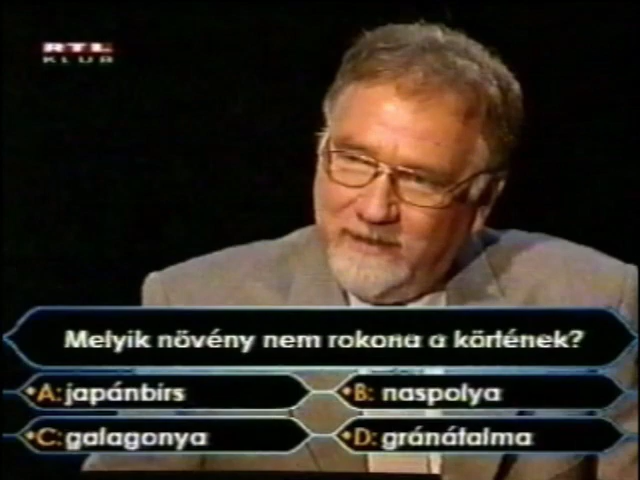 RTL
KLUB
Melyik növény nem rokona a körtének?
A: japánbirs
B: naspolya
C: galagonya
D: gránátalma